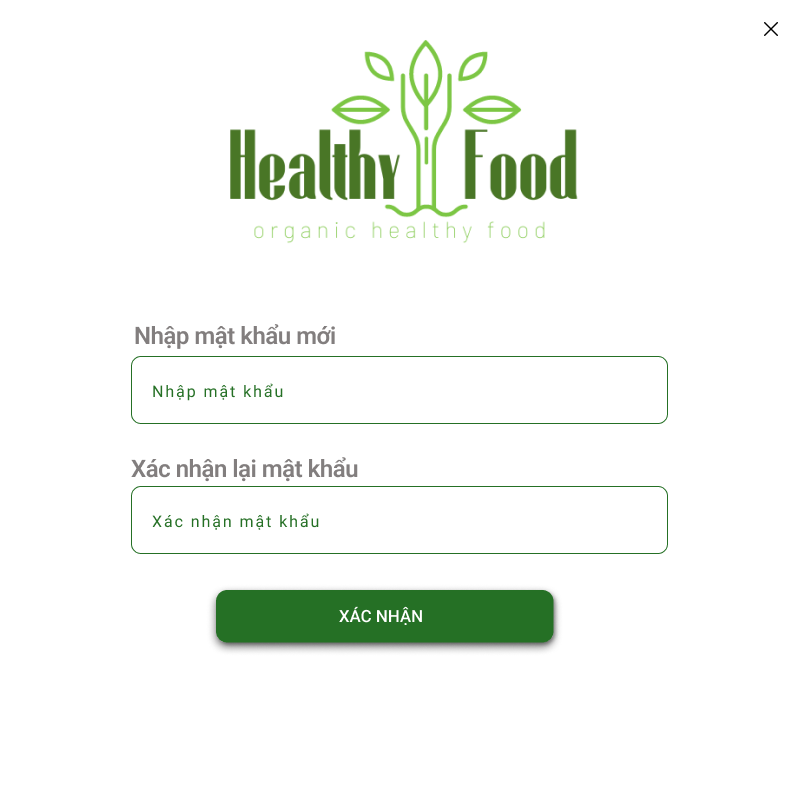 Healthy Food
organic healthy food
Nhập mật khẩu mới
Nhập mật khẩu
Xác nhận lại mật khẩu
Xác nhận mật khẩu
XÁC NHẬN